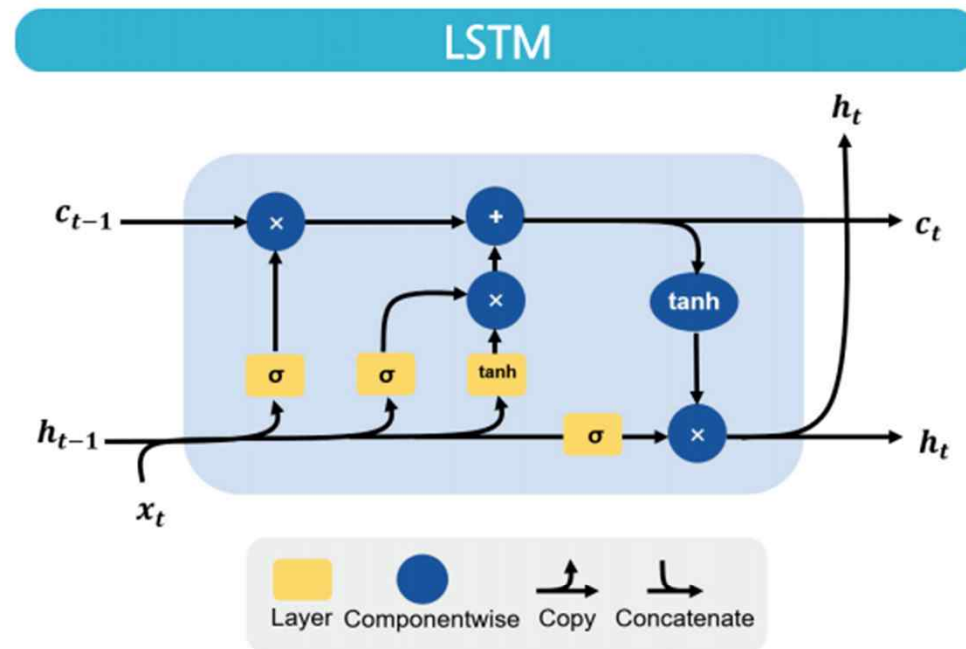 LSTM
h_t
c_{t-1}
×
+
c_t
×
tanh
σ
σ
tanh
h_{t-1}
σ
×
h_t
x_t
Layer
Componentwise
Copy
Concatenate